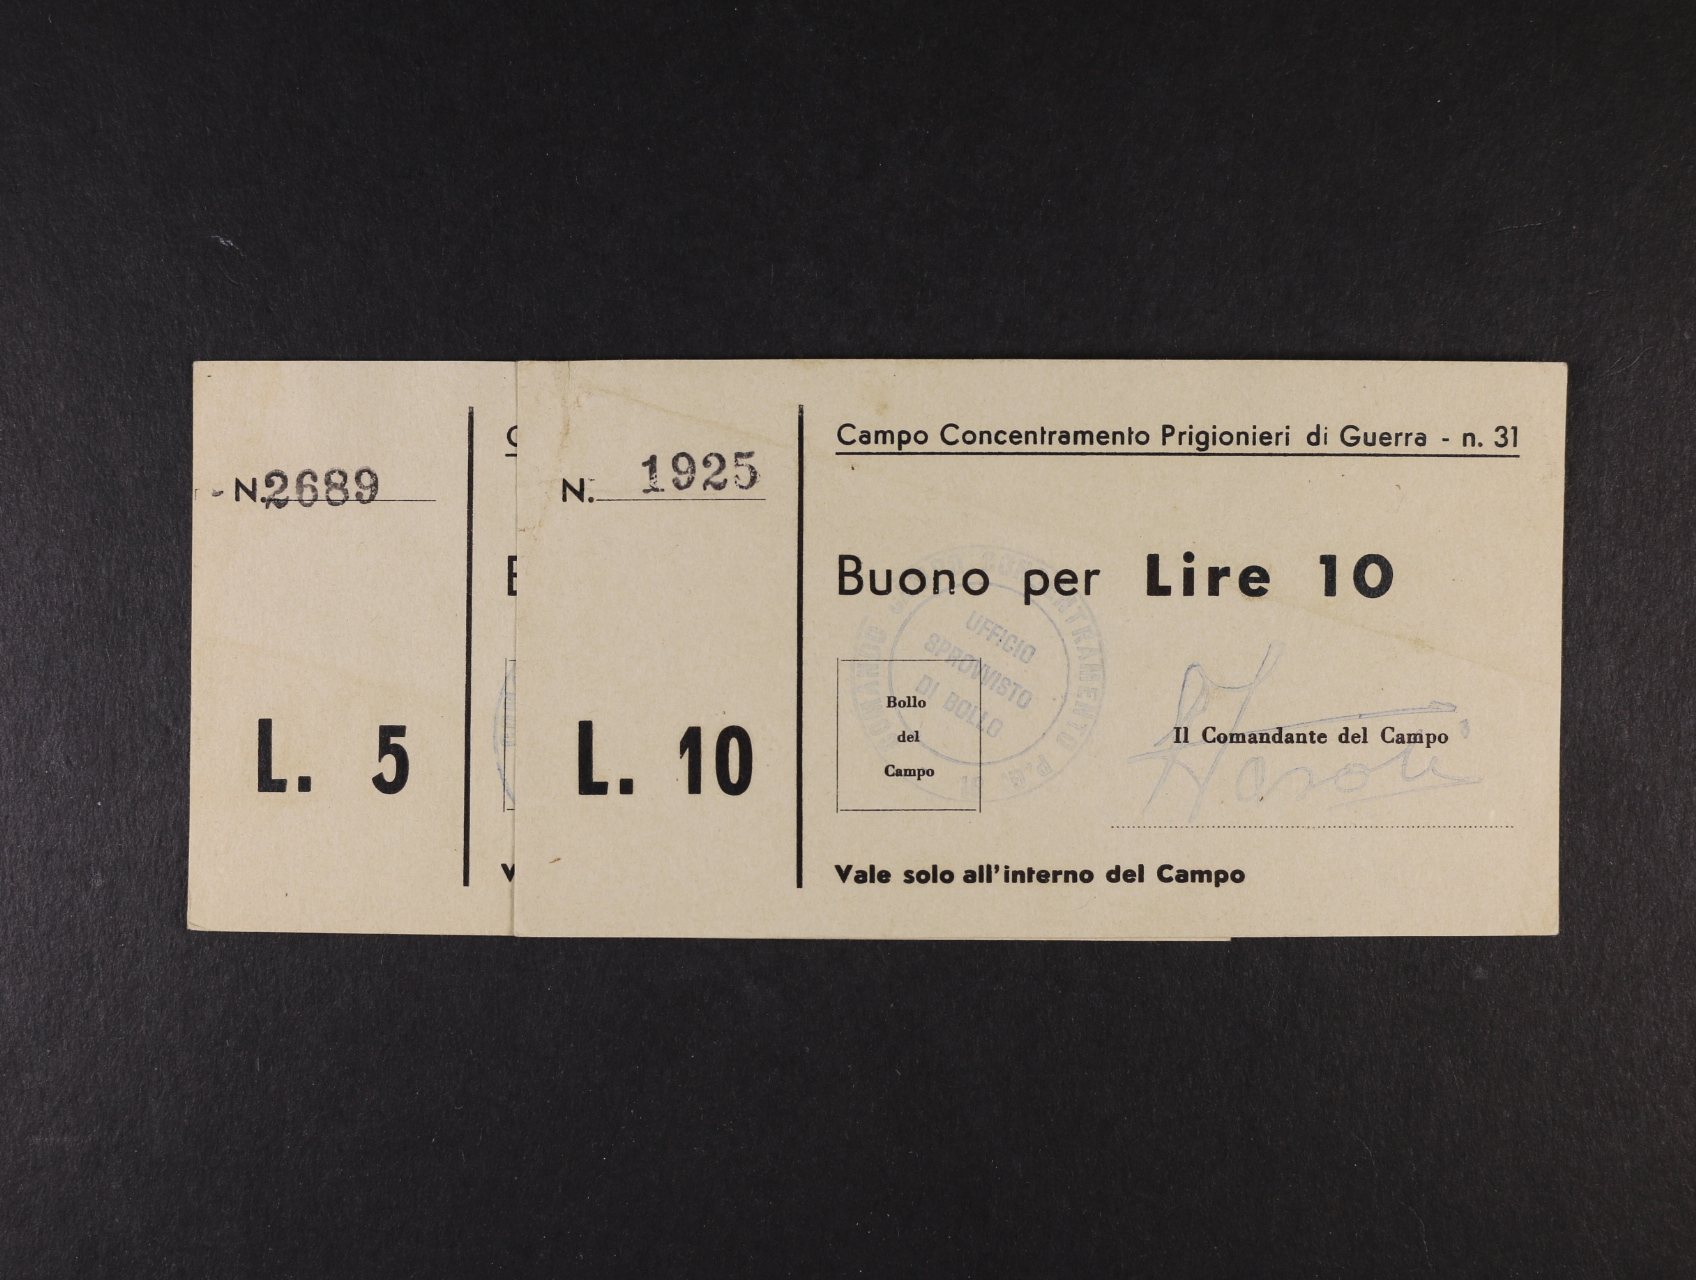 N. 2689
L. 5
N. 1925
L. 10
Campo Concentramento Prigionieri di Guerra - n. 31
Buono per Lire 10
UFFICIO
SPROVVISTO
DI BOLLO
Bollo
del
Campo
Il Comandante del Campo
Vale solo all'interno del Campo